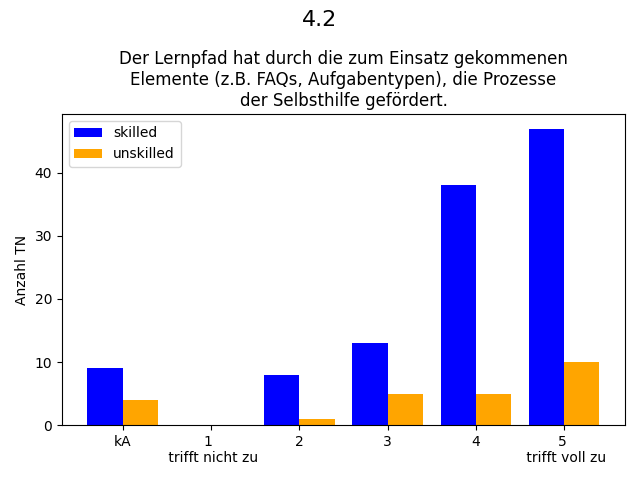 4.2
Der Lernpfad hat durch die zum Einsatz gekommenen
Elemente (z.B. FAQs, Aufgabentypen), die Prozesse
der Selbsthilfe gefördert.
skilled
unskilled
40
30
20
10
0
Anzahl TN
kA 1 2 3 4 5
trifft nicht zu trifft voll zu